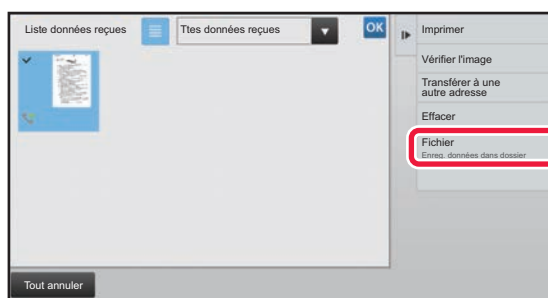 Liste données reçues
Ttes données reçues
OK
Imprimer
Vérifier l'image
Transférer à une
autre adresse
Effacer
Fichier
Enreg. données dans dossier
Tout annuler